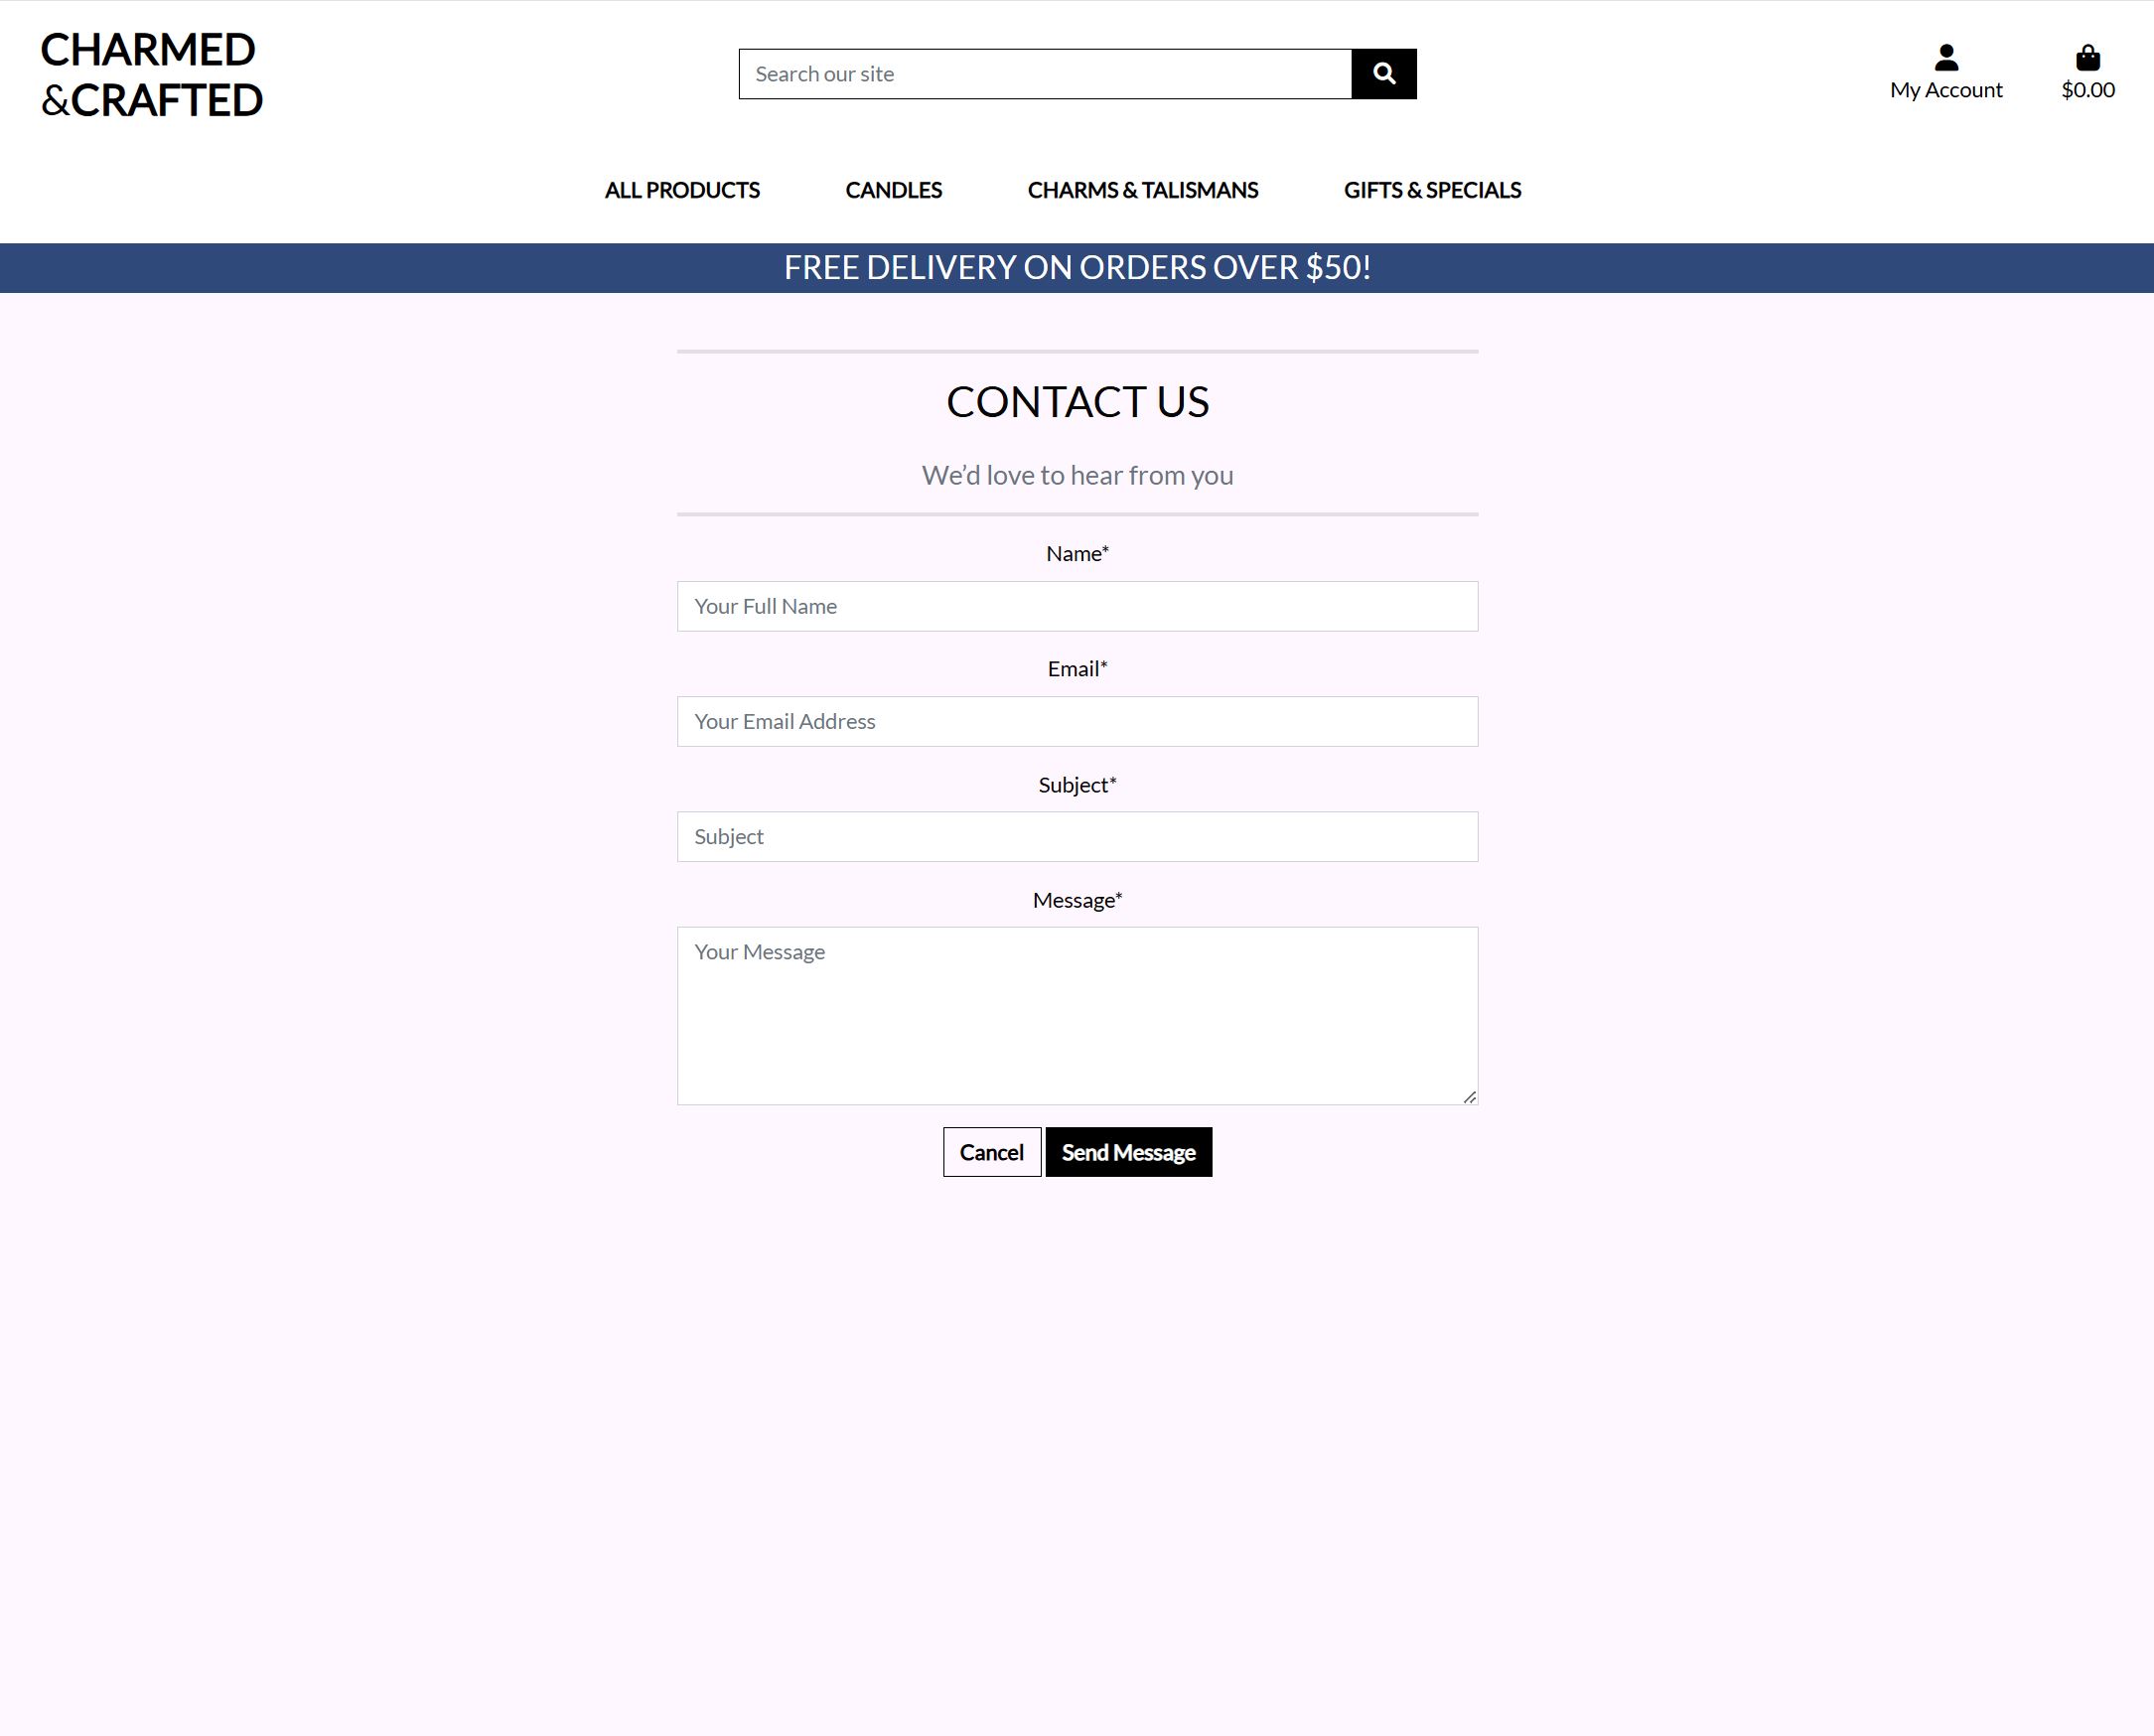 CHARMED
&CRAFTED
Search our site
My Account
$0.00
ALL PRODUCTS
CANDLES
CHARMS & TALISMANS
GIFTS & SPECIALS
FREE DELIVERY ON ORDERS OVER $50!
CONTACT US
We’d love to hear from you
Name*
Your Full Name
Email*
Your Email Address
Subject*
Subject
Message*
Your Message
Cancel
Send Message